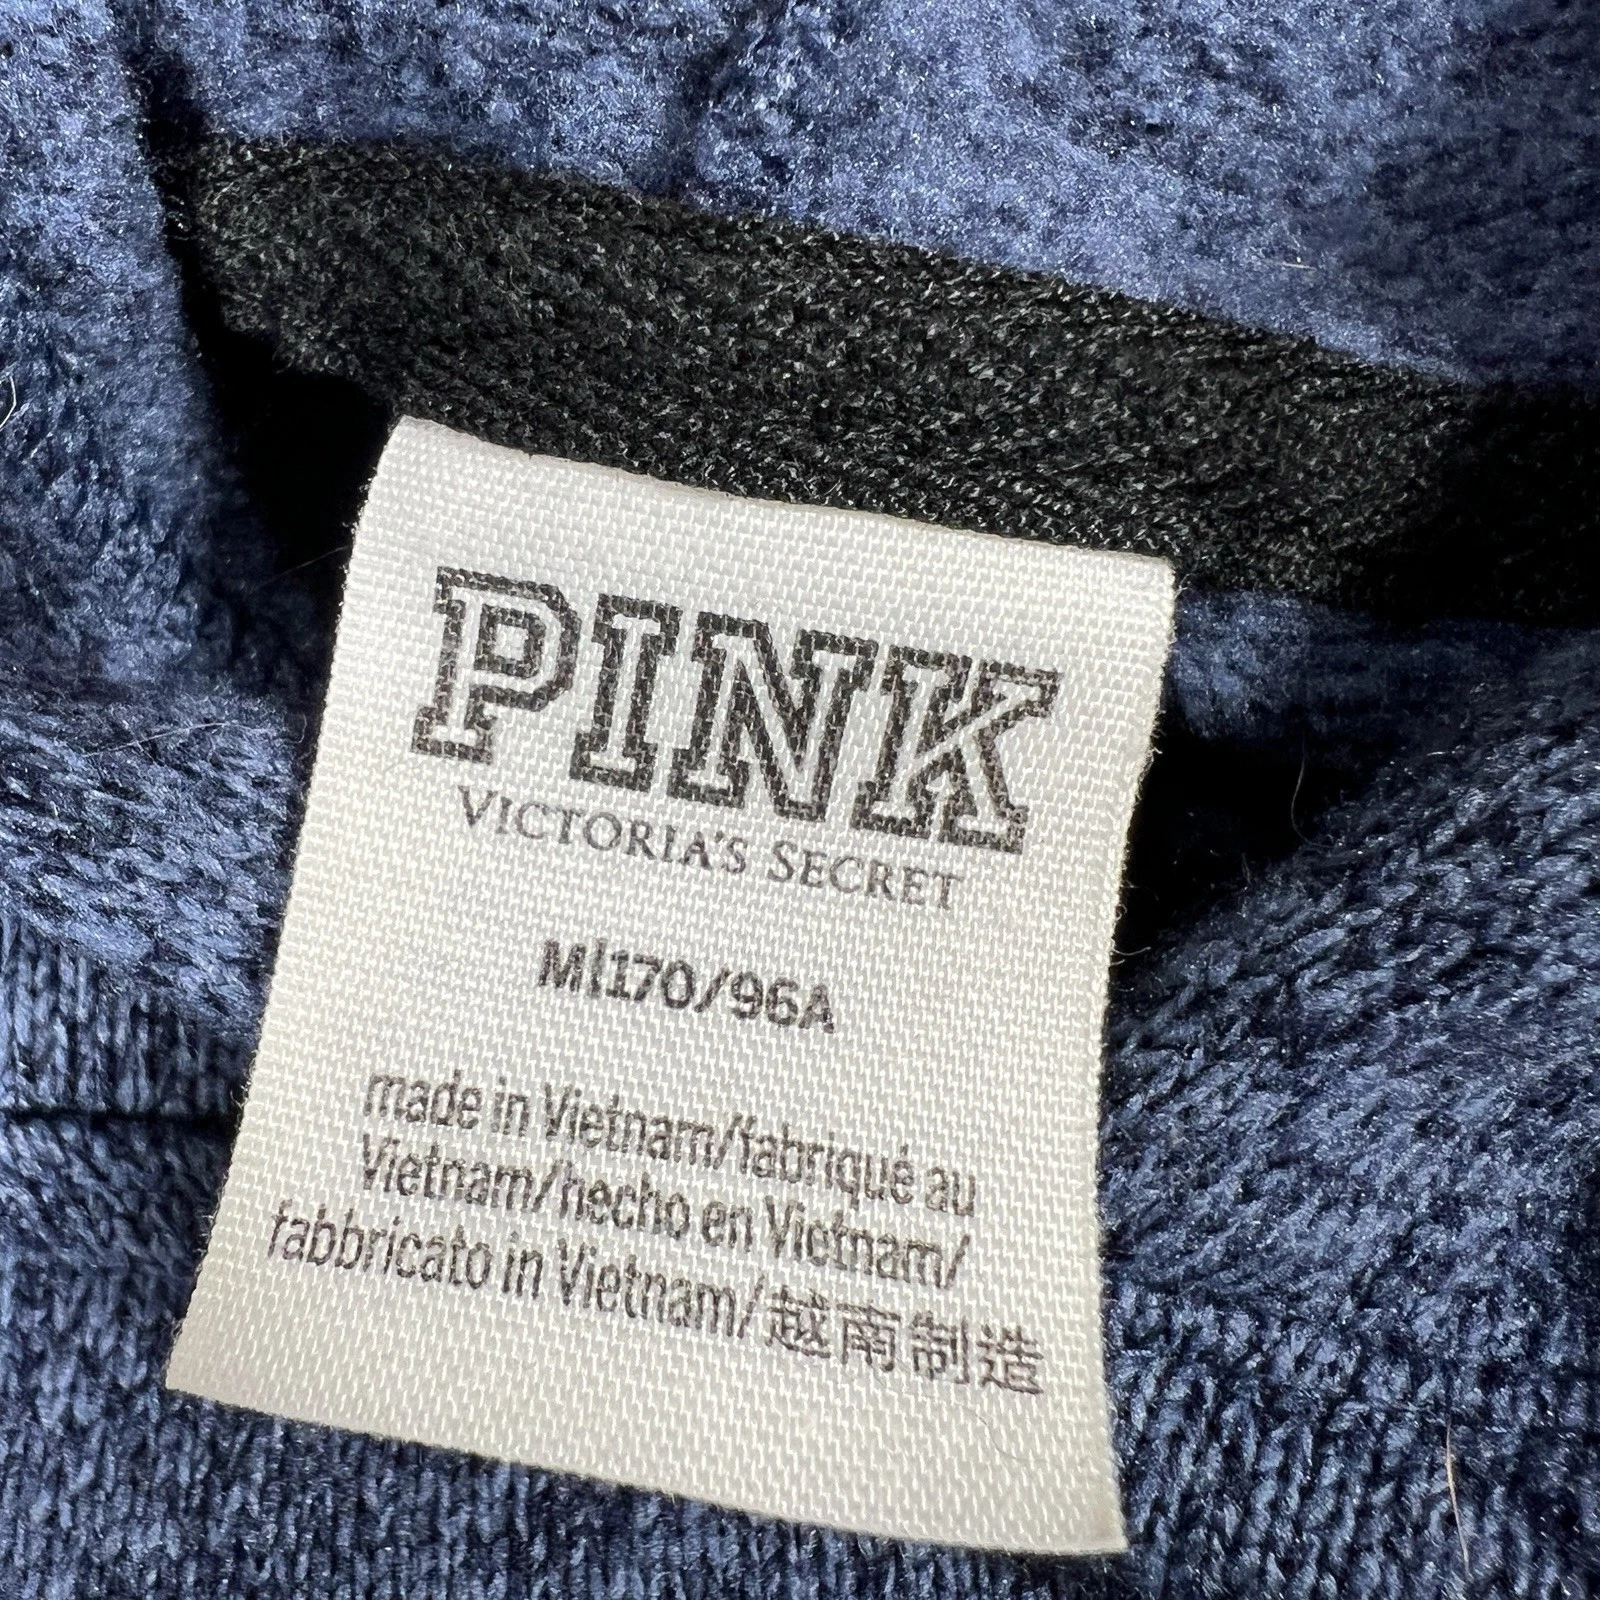 PINK
VICTORIA'S SECRET
M|170/96A
made in Vietnam/fabriqué au
Vietnam/hecho en Vietnam/
fabbricato in Vietnam/越南制造